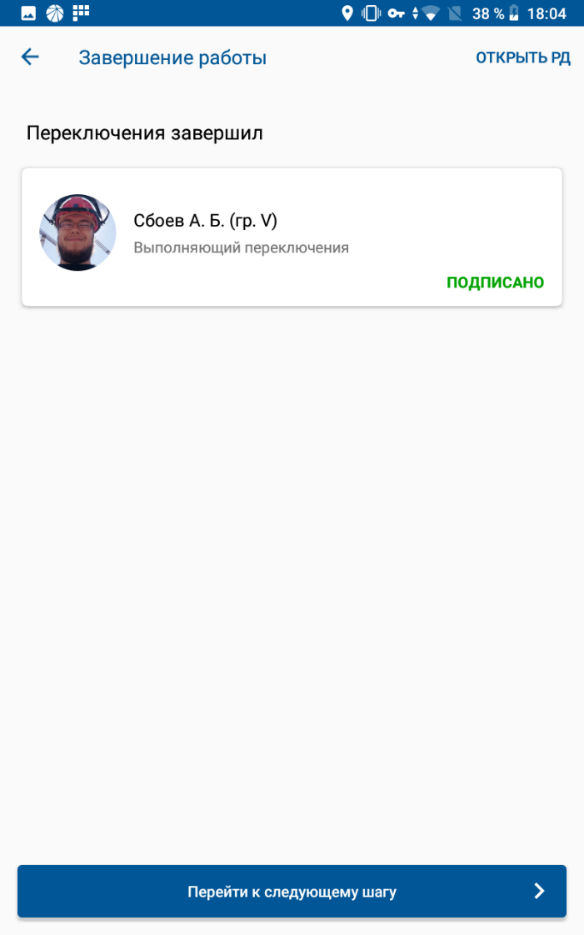 38 % 18:04
Завершение работы
ОТКРЫТЬ РД
Переключения завершил
Сбоев А. Б. (гр. V)
Выполняющий переключения
ПОДПИСАНО
Перейти к следующему шагу